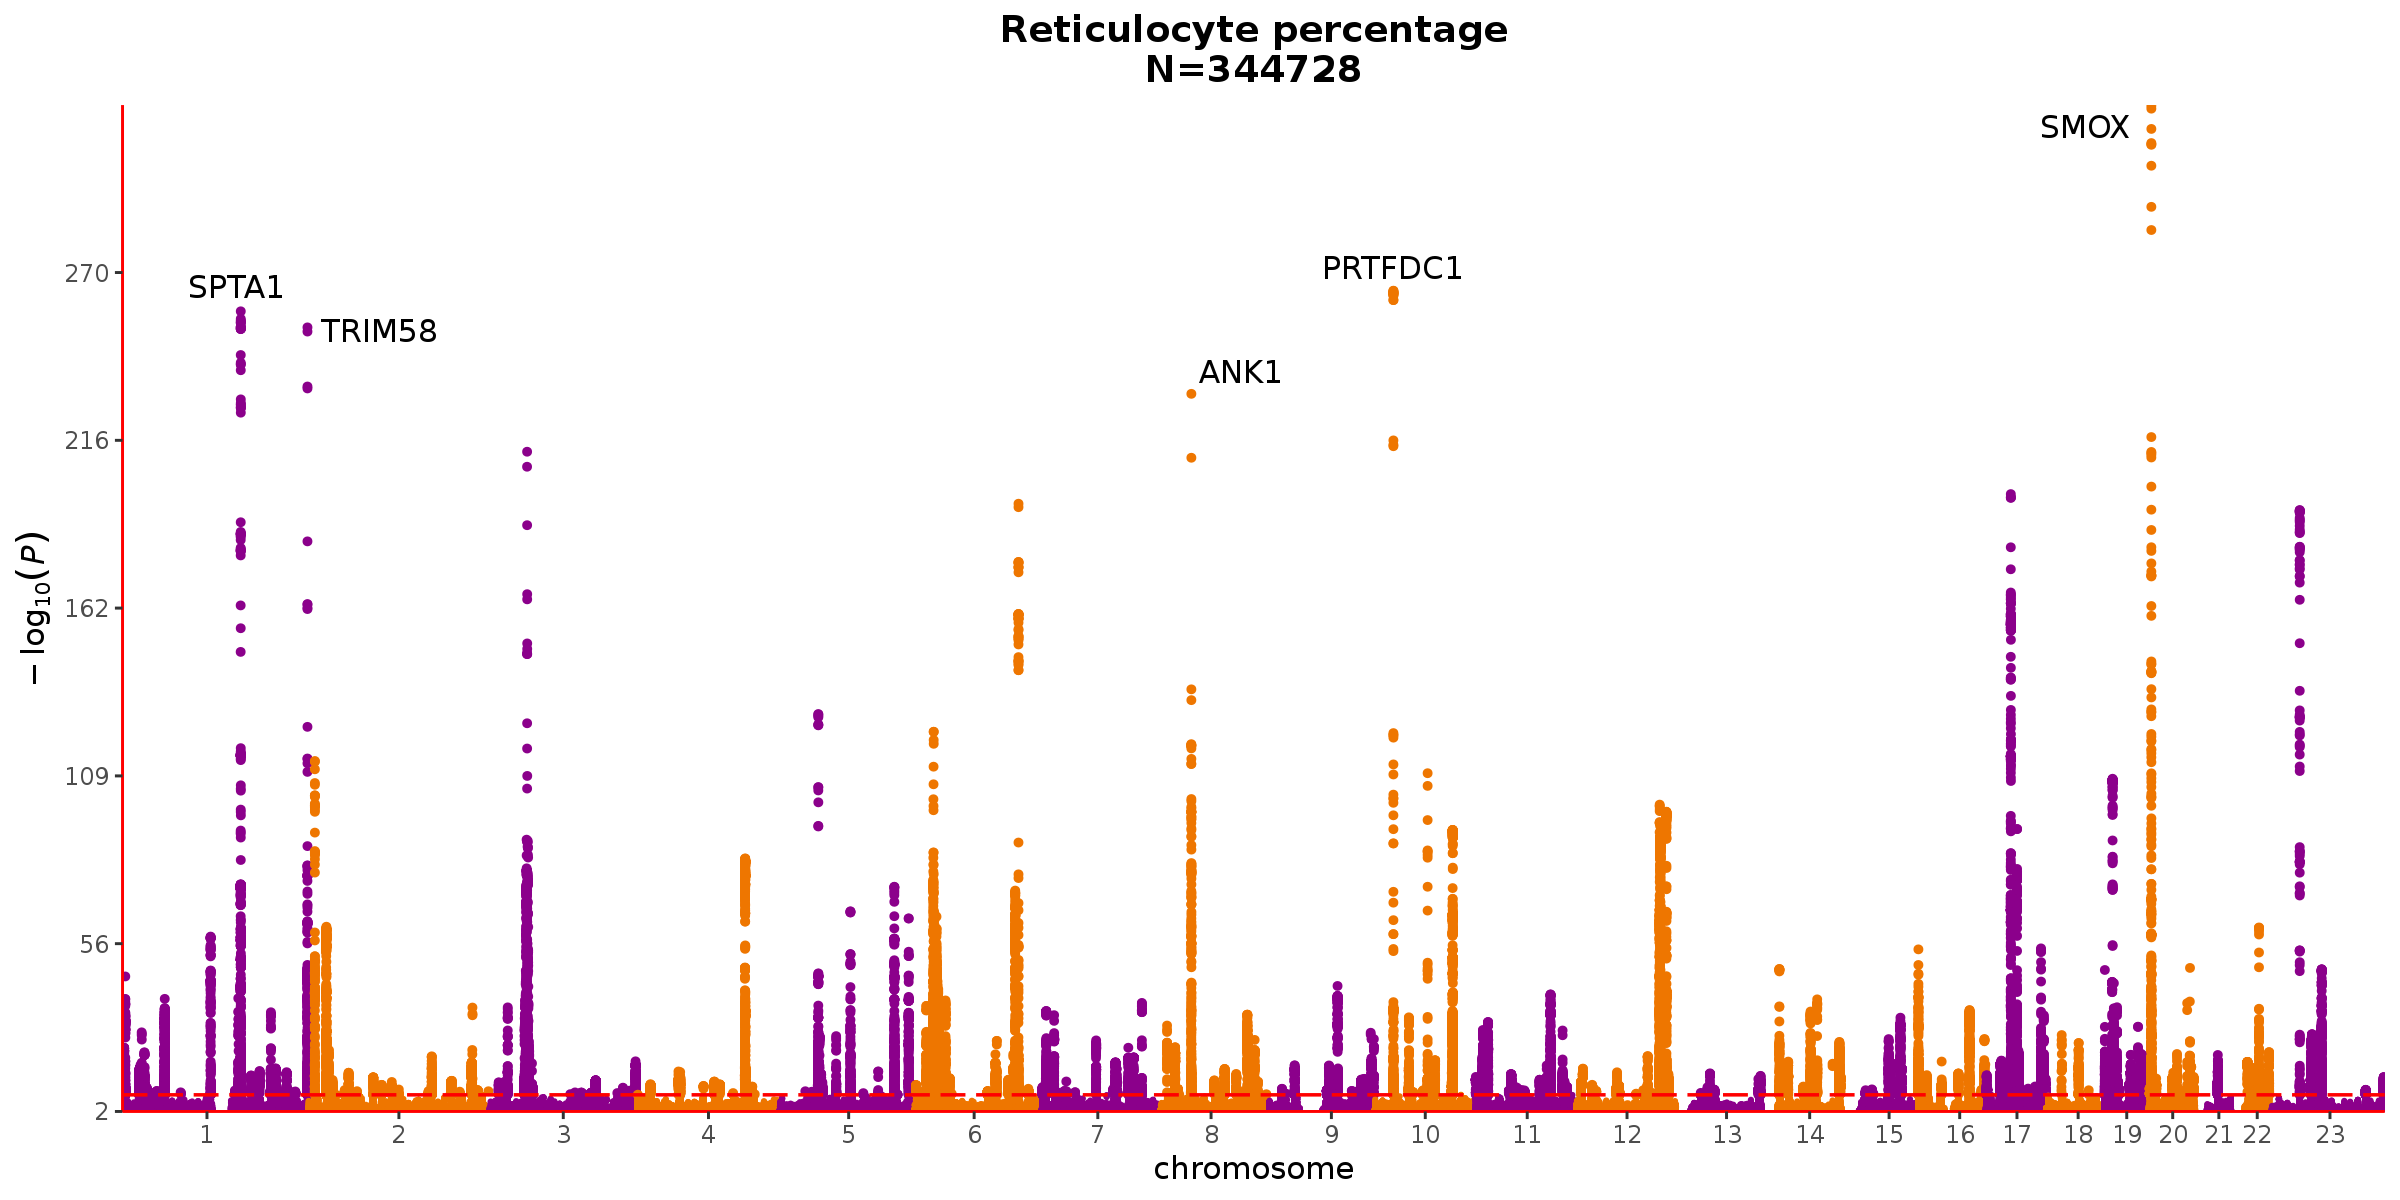 Reticulocyte percentage
N=344728
SMOX
PRTFDC1
270
SPTA1
TRIM58
ANK1
216
−log₁₀(P)
162
109
56
2
1 2 3 4 5 6 7 8 9 10 11 12 13 14 15 16 17 18 19 20 21 22 23
chromosome